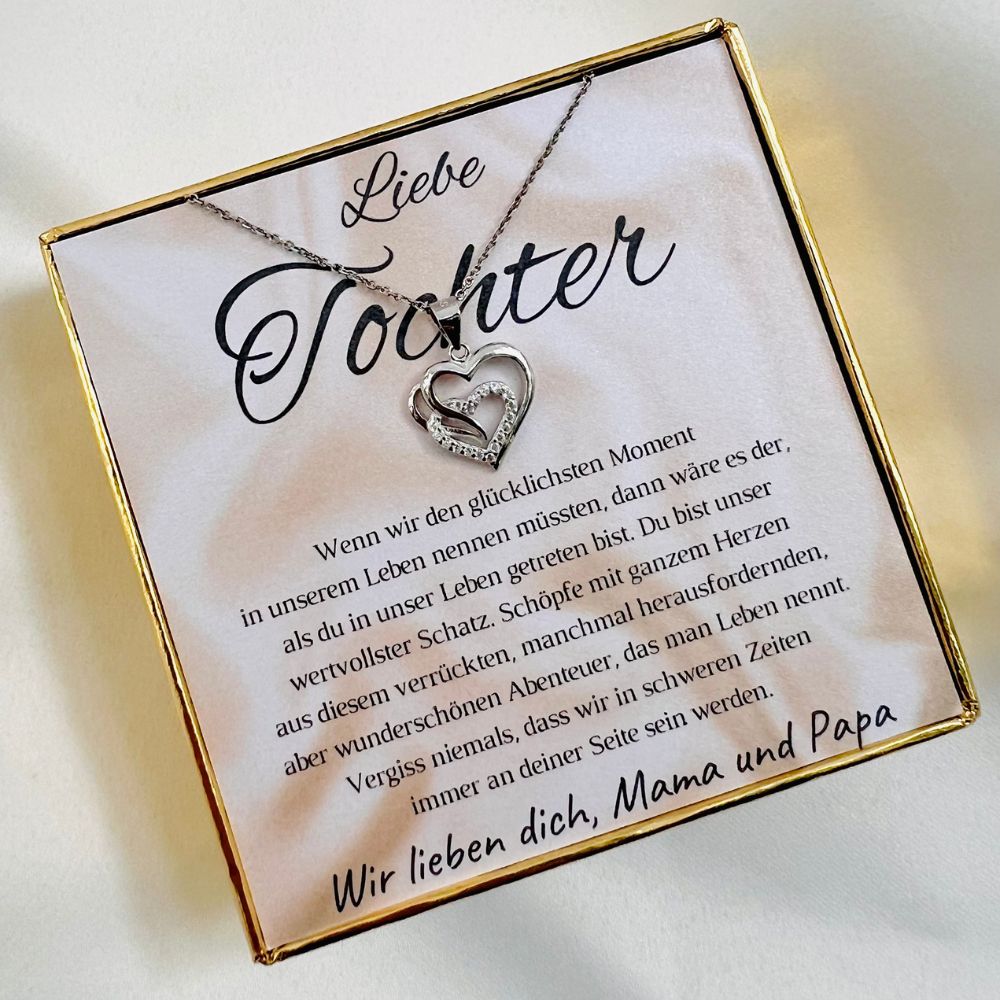 Liebe
Tochter
Wenn wir den glücklichsten Moment
in unserem Leben nennen müssten, dann wäre es der,
als du in unser Leben getreten bist. Du bist unser
wertvollster Schatz. Schöpfe mit ganzem Herzen
aus diesem verrückten, manchmal herausfordernden,
aber wunderschönen Abenteuer, das man Leben nennt.
Vergiss niemals, dass wir in schweren Zeiten
immer an deiner Seite sein werden.
Wir lieben dich, Mama und Papa